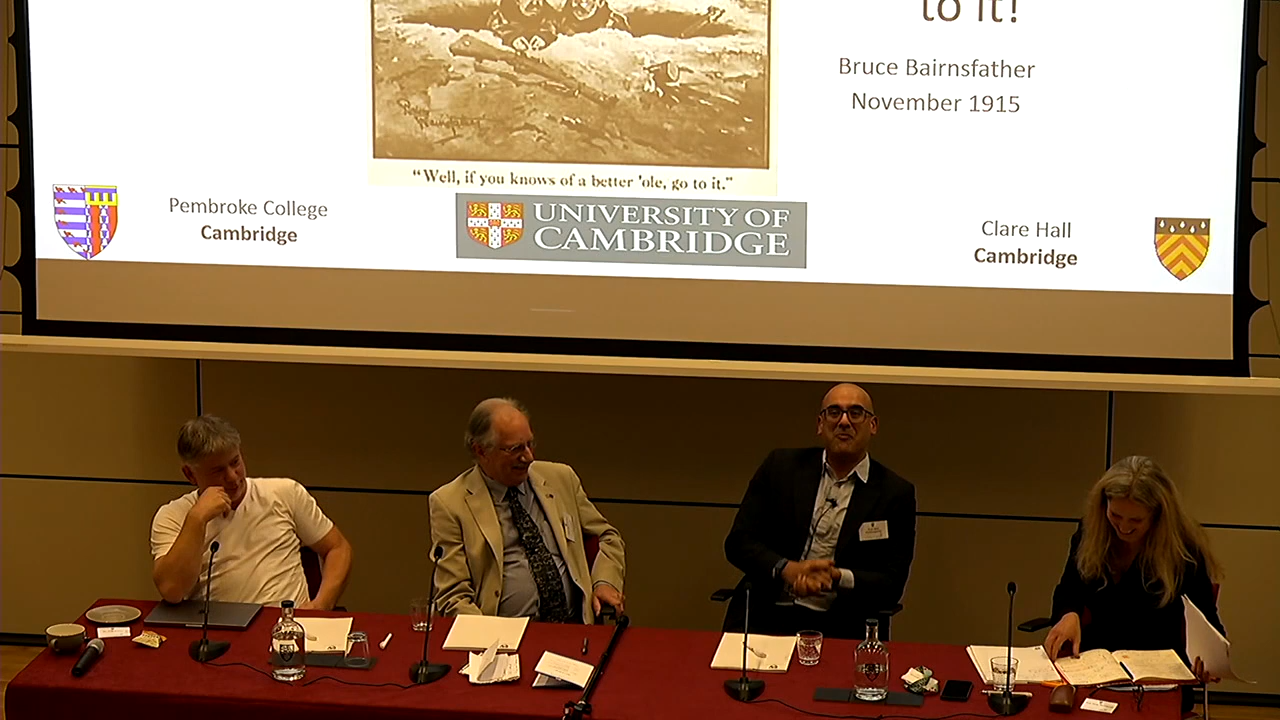 to it!
Bruce Bairnsfather
November 1915
“Well, if you knows of a better 'ole, go to it.”
Pembroke College
Cambridge
UNIVERSITY OF
CAMBRIDGE
Clare Hall
Cambridge